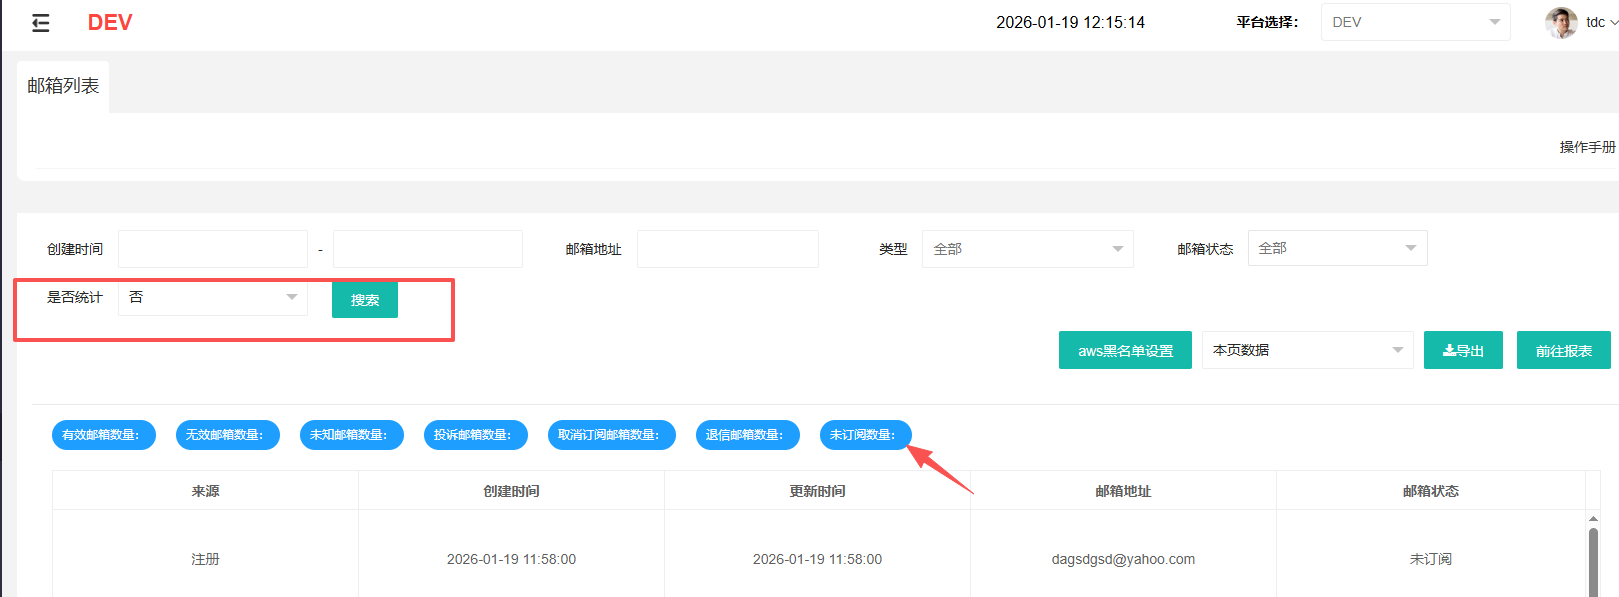 DEV
2026-01-19 12:15:14
平台选择：
DEV
tdc
邮箱列表
操作手册
创建时间
-
邮箱地址
类型
全部
邮箱状态
全部
是否统计
否
搜索
aws黑名单设置
本页数据
导出
前往报表
有效邮箱数量：
无效邮箱数量：
未知邮箱数量：
投诉邮箱数量：
取消订阅邮箱数量：
退信邮箱数量：
未订阅数量：
来源
创建时间
更新时间
邮箱地址
邮箱状态
注册
2026-01-19 11:58:00
2026-01-19 11:58:00
dagsdgsd@yahoo.com
未订阅